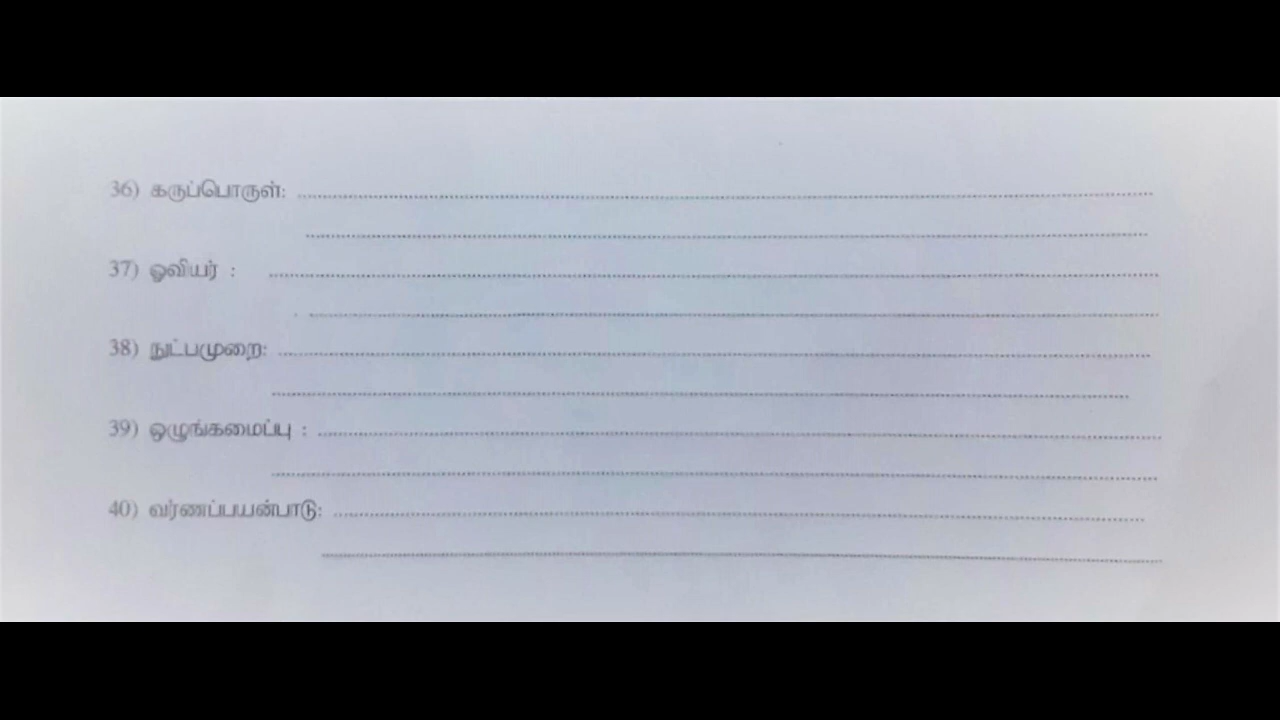 36) கருப்பொருள்: ........................................................................
........................................................................
37) ஓவியர் : ........................................................................
........................................................................
38) நுட்பமுறை: ........................................................................
........................................................................
39) ஒழுங்கமைப்பு : ........................................................................
........................................................................
40) வர்ணப்பயன்பாடு: ........................................................................
........................................................................